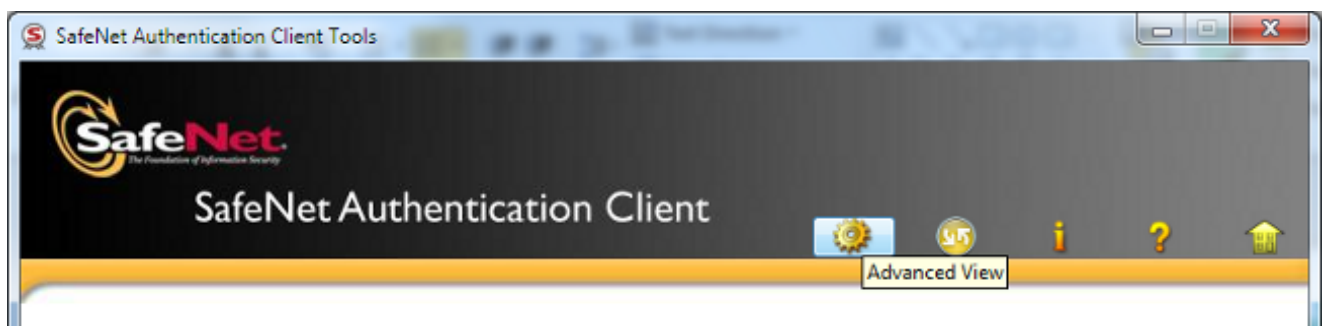 SafeNet Authentication Client Tools
SafeNet.
The Foundation of Information Security
SafeNet Authentication Client
i ?
Advanced View